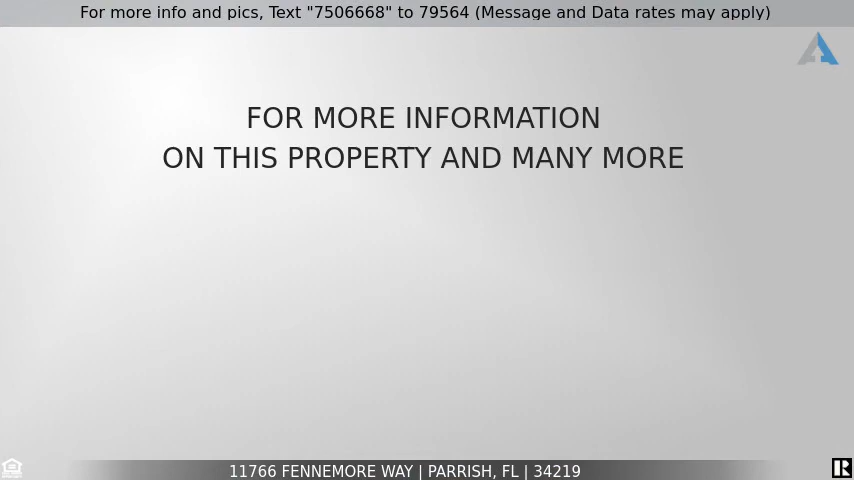 For more info and pics, Text "7506668" to 79564 (Message and Data rates may apply)
FOR MORE INFORMATION
ON THIS PROPERTY AND MANY MORE
11766 FENNEMORE WAY | PARRISH, FL | 34219